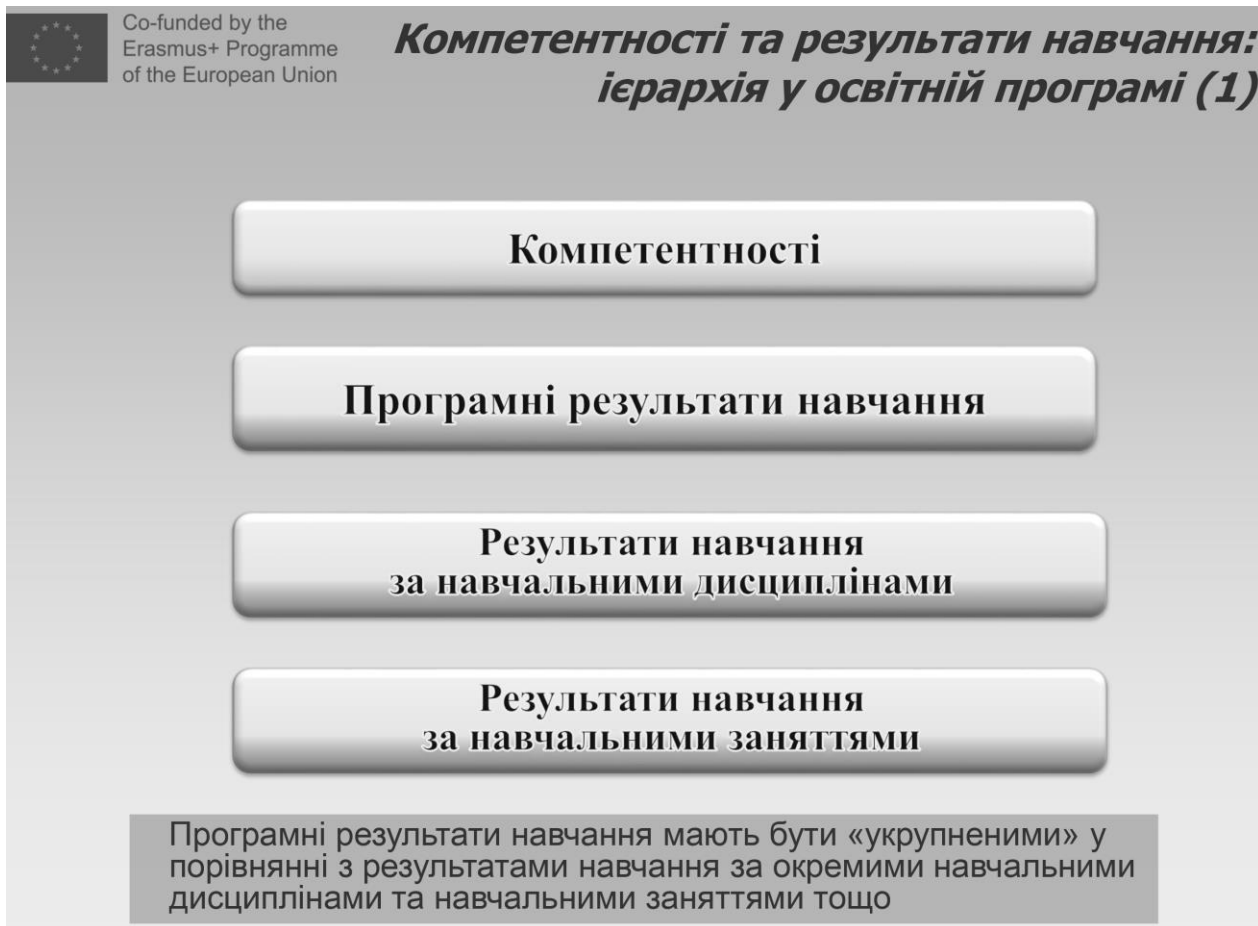 Co-funded by the
Erasmus+ Programme
of the European Union
Компетентності та результати навчання:
ієрархія у освітній програмі (1)
Компетентності
Програмні результати навчання
Результати навчання
за навчальними дисциплінами
Результати навчання
за навчальними заняттями
Програмні результати навчання мають бути «укрупненими» у
порівнянні з результатами навчання за окремими навчальними
дисциплінами та навчальними заняттями тощо